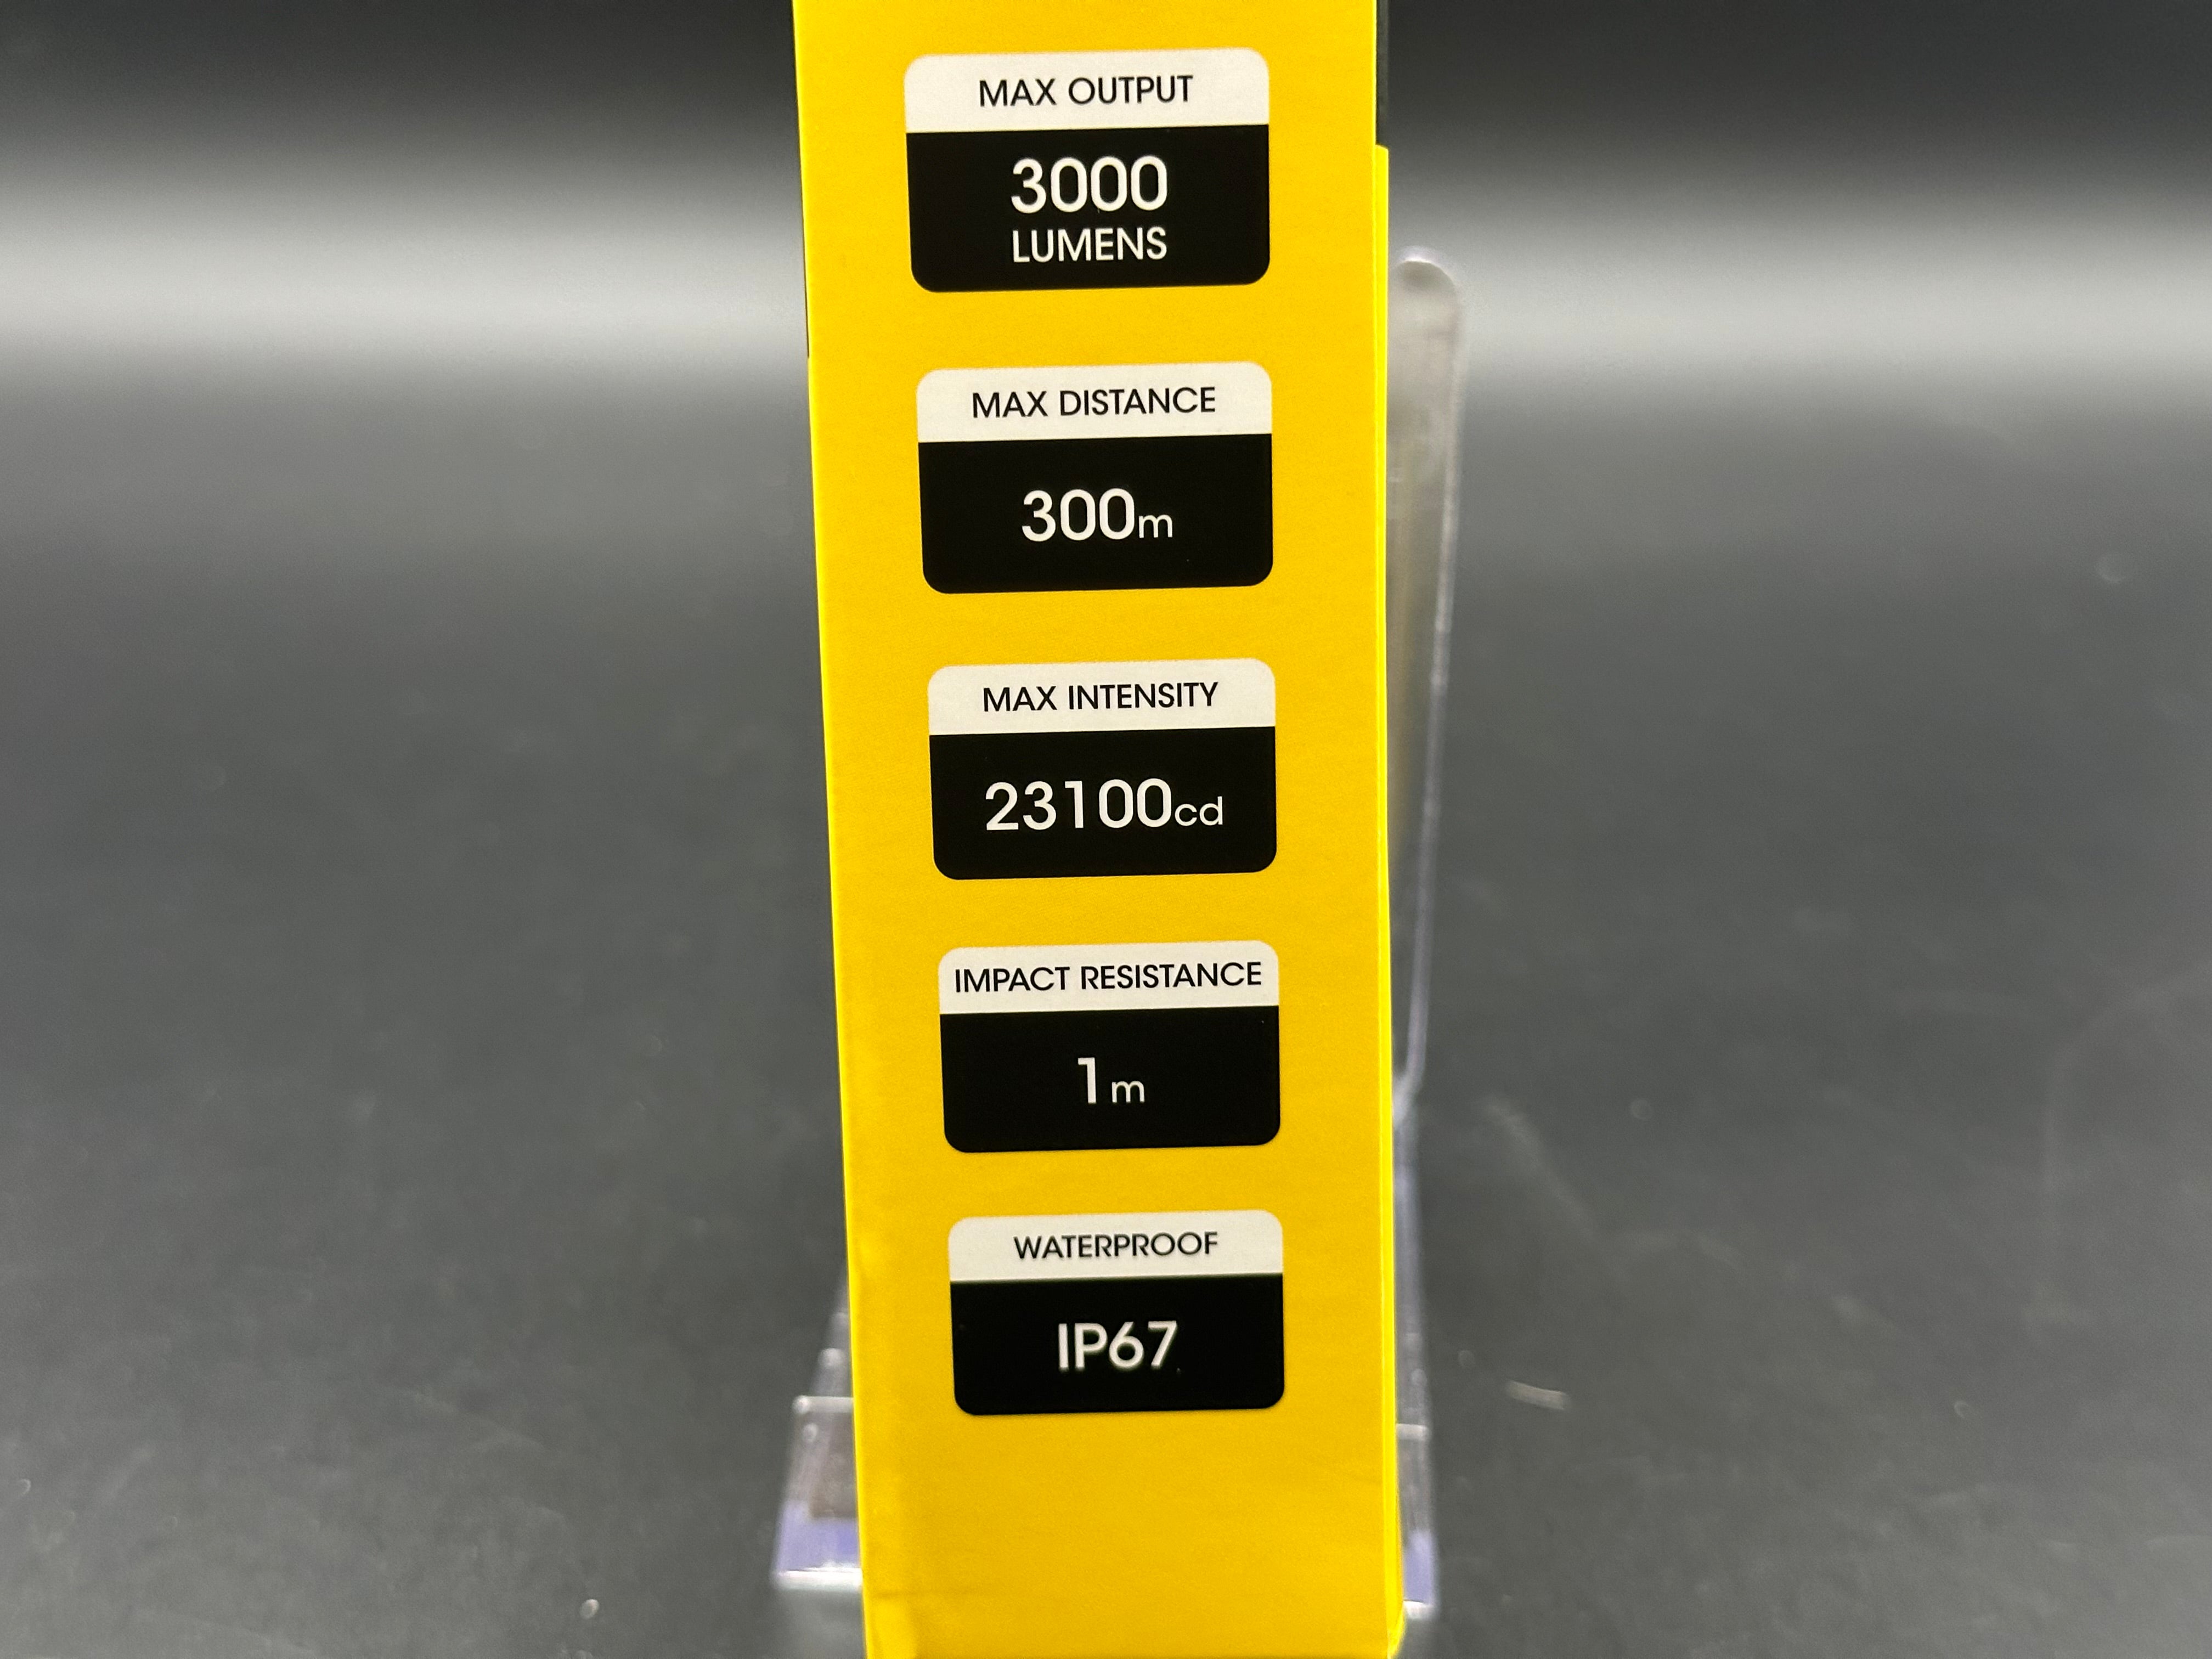 MAX OUTPUT
3000
LUMENS
MAX DISTANCE
300m
MAX INTENSITY
23100cd
IMPACT RESISTANCE
1m
WATERPROOF
IP67